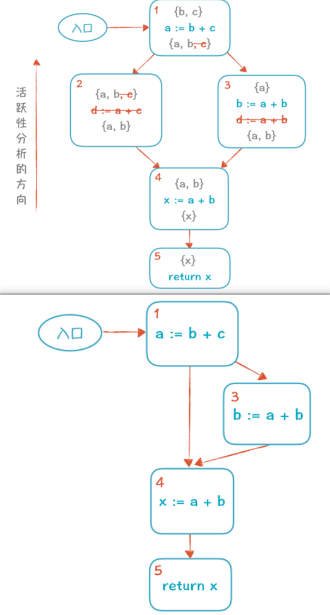 入口
1
{b, c}
a := b + c
{a, b, c}
2
{a, b, c}
d := a + c
{a, b}
3
{a}
b := a + b
d := a + b
{a, b}
活跃性分析的方向
4
{a, b}
x := a + b
{x}
5
{x}
return x
入口
1
a := b + c
3
b := a + b
4
x := a + b
5
return x